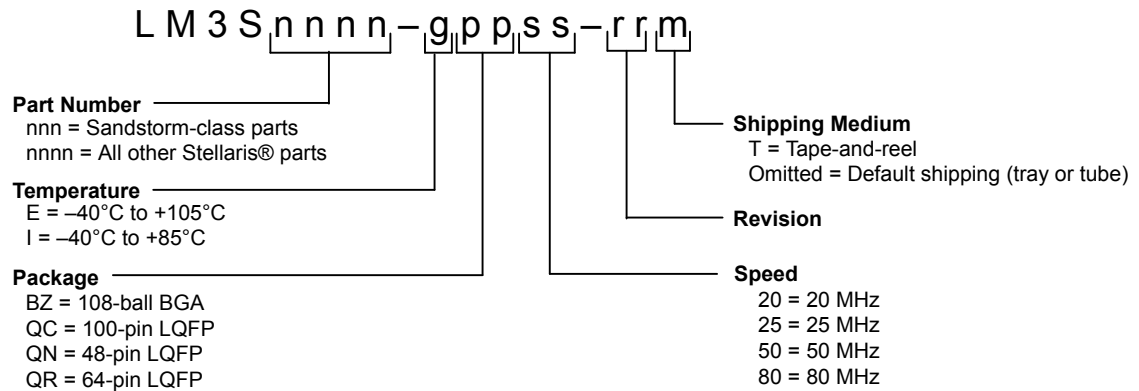 LM3Snnnn–gppss–rrm
Part Number
nnn = Sandstorm-class parts
nnnn = All other Stellaris® parts
Temperature
E = –40°C to +105°C
I = –40°C to +85°C
Package
BZ = 108-ball BGA
QC = 100-pin LQFP
QN = 48-pin LQFP
QR = 64-pin LQFP
Shipping Medium
T = Tape-and-reel
Omitted = Default shipping (tray or tube)
Revision
Speed
20 = 20 MHz
25 = 25 MHz
50 = 50 MHz
80 = 80 MHz